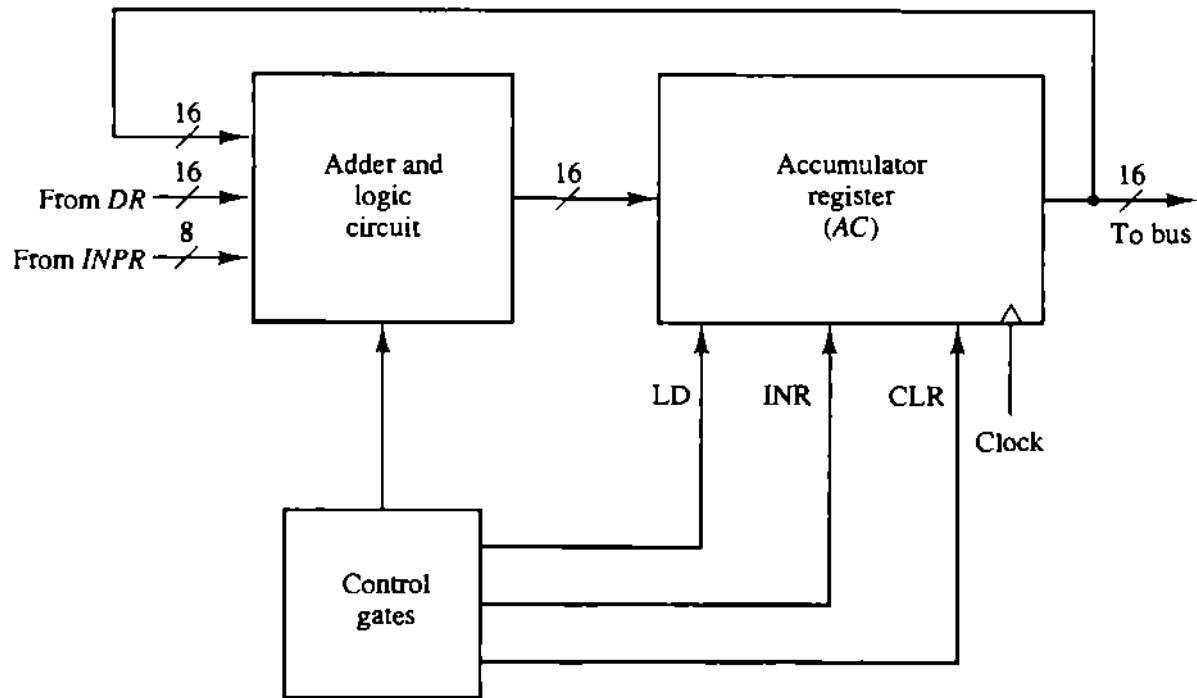 16
16
From DR
8
From INPR
Adder and
logic
circuit
16
Accumulator
register
(AC)
16
To bus
LD
INR
CLR
Clock
Control
gates